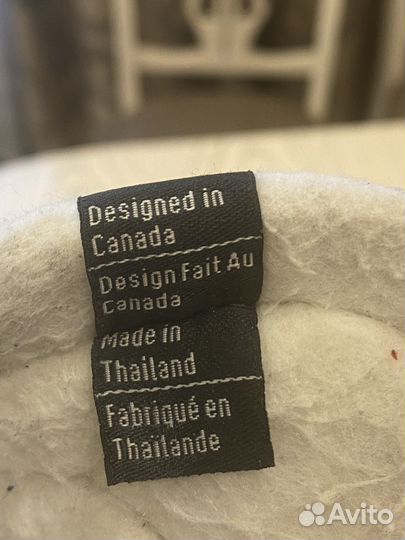 Designed in
Canada
Design Fait Au
Canada
Made in
Thailand
Fabriqué en
Thaïlande
Avito